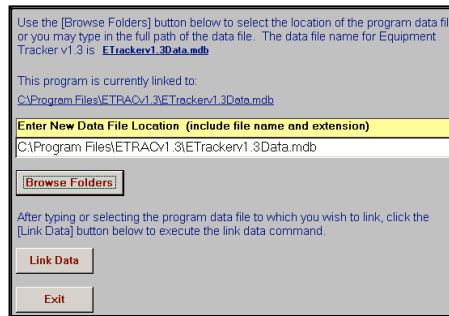 Use the [Browse Folders] button below to select the location of the program data fil
or you may type in the full path of the data file. The data file name for Equipment
Tracker v1.3 is ETrackerv1.3Data.mdb
This program is currently linked to:
C:\Program Files\ETRACv1.3\ETrackerv1.3Data.mdb
Enter New Data File Location (include file name and extension)
C:\Program Files\ETRACv1.3\ETrackerv1.3Data.mdb
Browse Folders
After typing or selecting the program data file to which you wish to link, click the
[Link Data] button below to execute the link data command.
Link Data
Exit